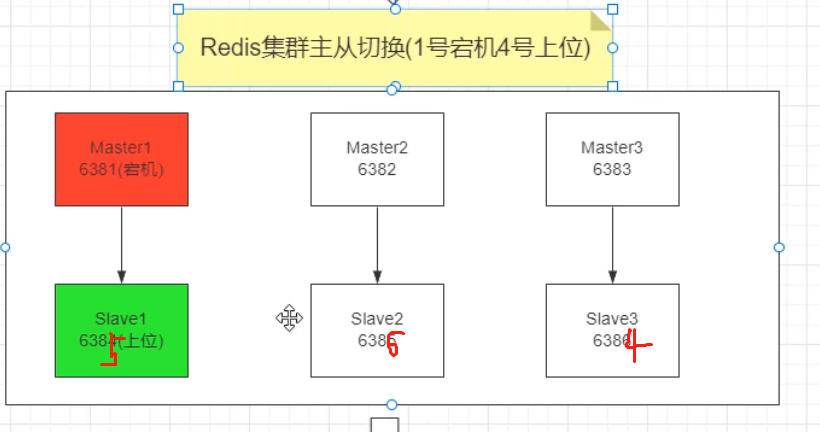 Redis集群主从切换(1号宕机4号上位)
Master1
6381(宕机)
Master2
6382
Master3
6383
Slave1
6384(上位)
5
Slave2
6385
6
Slave3
6386
4